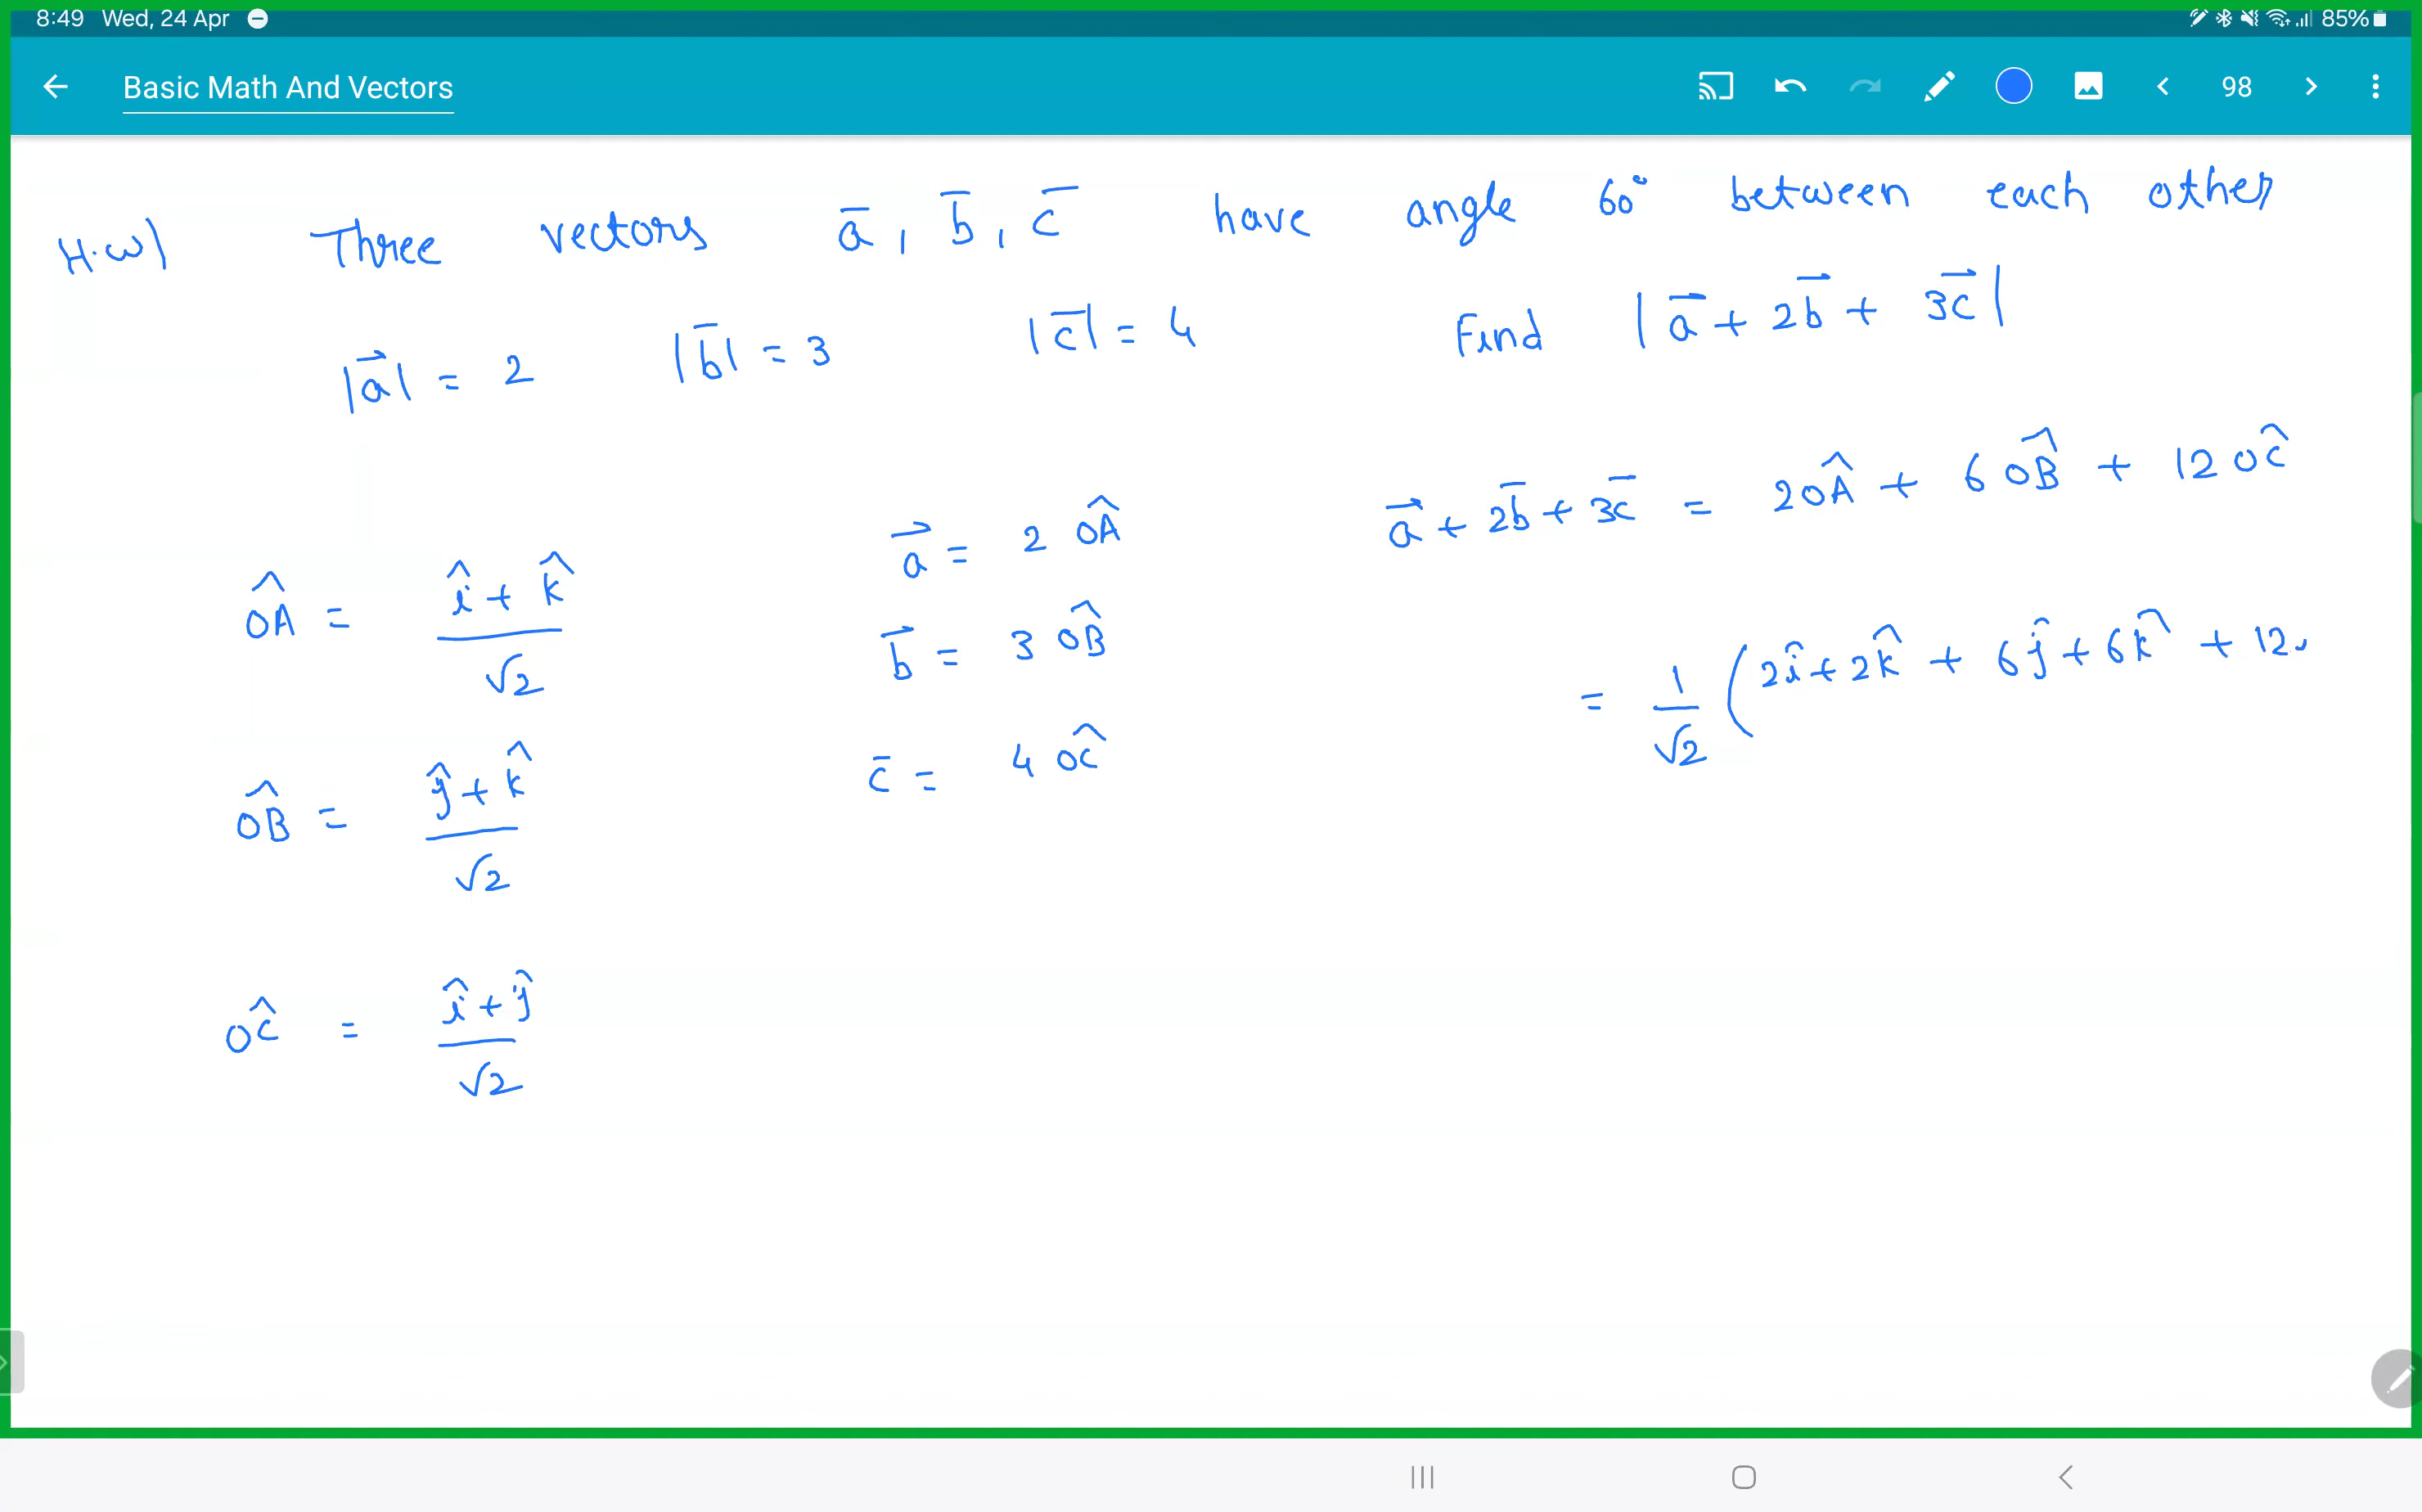 8:49 Wed, 24 Apr 85%
Basic Math And Vectors 98
H.w) Three vectors a̅, b̅, c̅ have angle 60° between each other
|a⃗| = 2 |b̅| = 3 |c̅| = 4 Find |a⃗ + 2b⃗ + 3c⃗|
a⃗ + 2b̅ + 3c̅ = 2OÂ + 6OB̂ + 12OĈ
a⃗ = 2 OÂ
OÂ = î + k̂ / √2
b⃗ = 3 OB̂
= 1/√2 (2î + 2k̂ + 6ĵ + 6k̂ + 12
c̅ = 4 OĈ
OB̂ = ĵ + k̂ / √2
OĈ = î + ĵ / √2